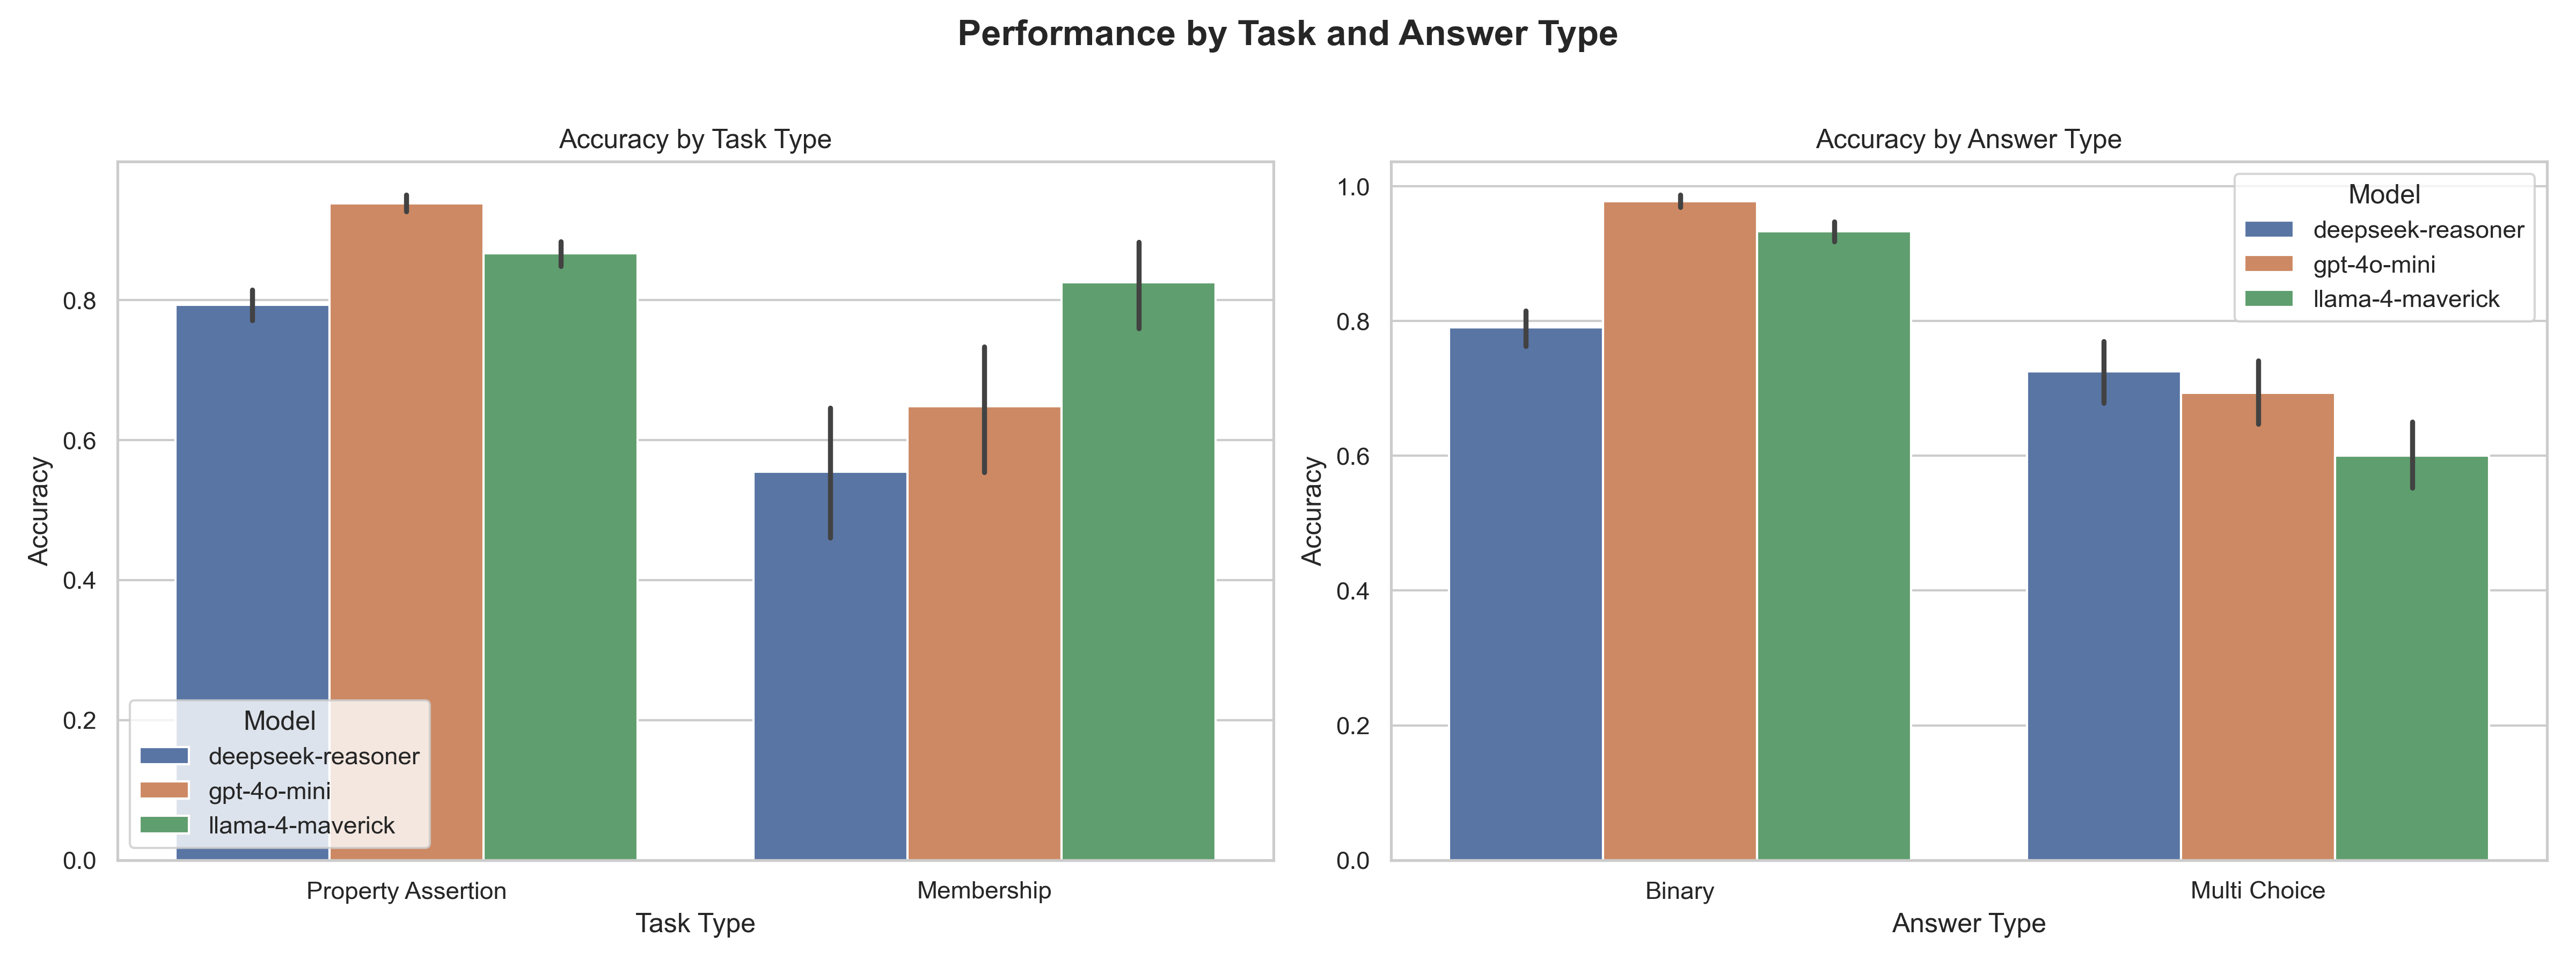 Performance by Task and Answer Type
Accuracy by Task Type
Accuracy
0.8
0.6
0.4
0.2
0.0
Model
deepseek-reasoner
gpt-4o-mini
llama-4-maverick
Property Assertion
Membership
Task Type
Accuracy by Answer Type
Accuracy
1.0
0.8
0.6
0.4
0.2
0.0
Model
deepseek-reasoner
gpt-4o-mini
llama-4-maverick
Binary
Multi Choice
Answer Type